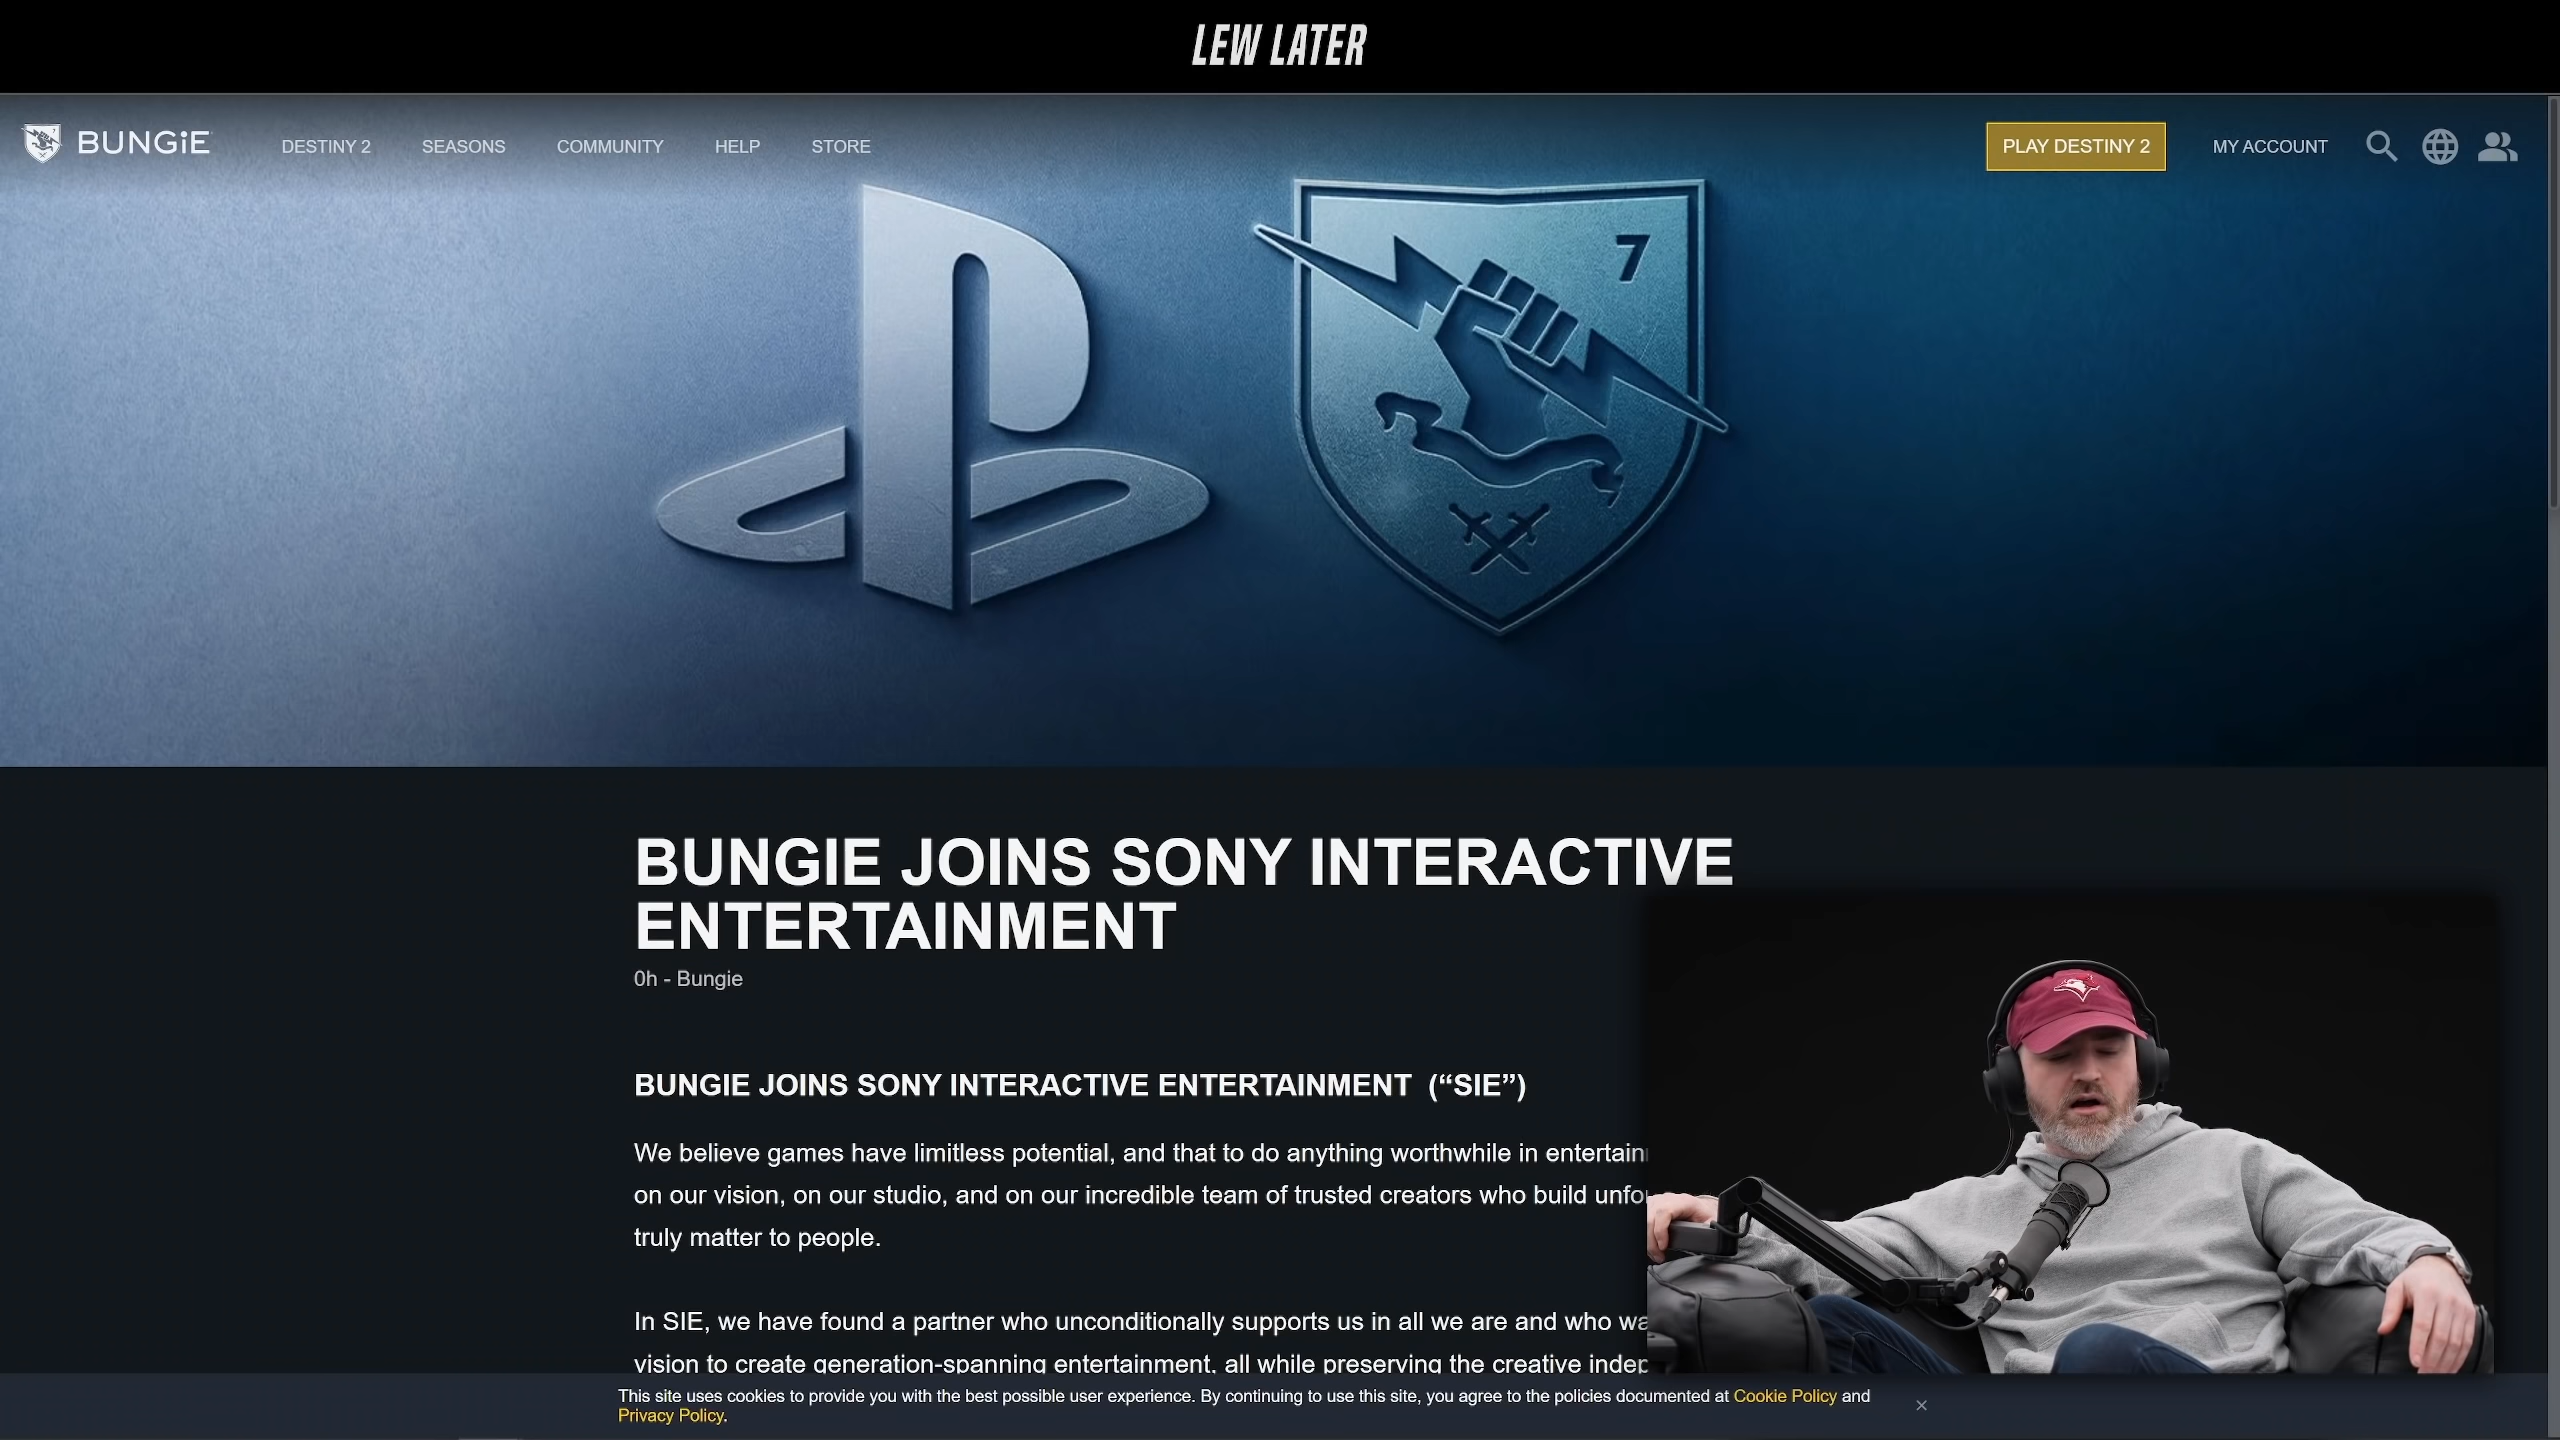 LEW LATER
BUNGiE
DESTINY 2
SEASONS
COMMUNITY
HELP
STORE
PLAY DESTINY 2
MY ACCOUNT
7
BUNGIE JOINS SONY INTERACTIVE
ENTERTAINMENT
0h - Bungie
BUNGIE JOINS SONY INTERACTIVE ENTERTAINMENT (“SIE”)
We believe games have limitless potential, and that to do anything worthwhile in
on our vision, on our studio, and on our incredible team of trusted creators who build
truly matter to people.
In SIE, we have found a partner who unconditionally supports us in all we are and who
vision to create generation-spanning entertainment, all while preserving the creative
This site uses cookies to provide you with the best possible user experience. By continuing to use this site, you agree to the policies documented at Cookie Policy and
Privacy Policy.